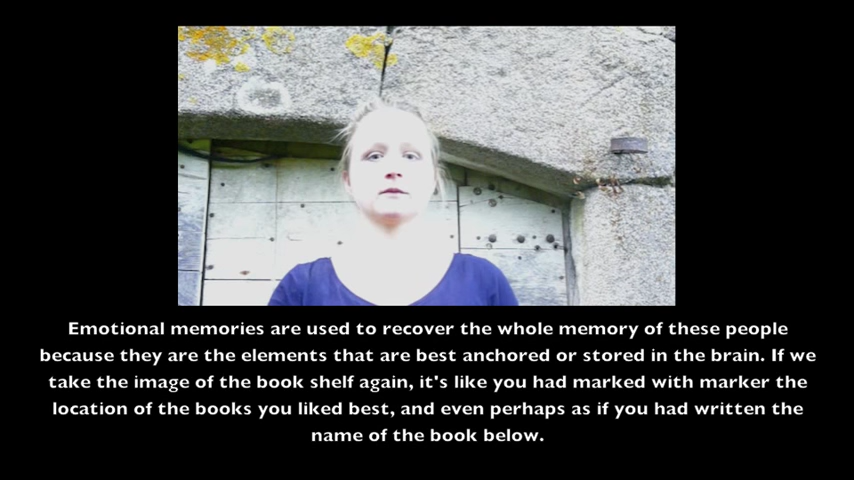 Emotional memories are used to recover the whole memory of these people
because they are the elements that are best anchored or stored in the brain. If we
take the image of the book shelf again, it's like you had marked with marker the
location of the books you liked best, and even perhaps as if you had written the
name of the book below.